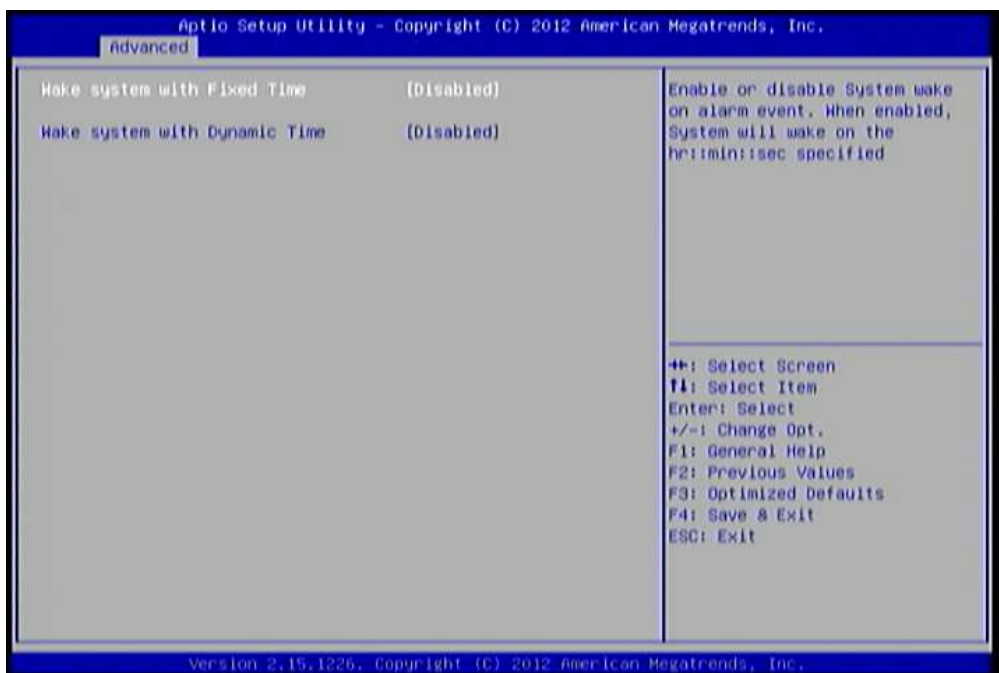 Aptio Setup Utility - Copyright (C) 2012 American Megatrends, Inc.
Advanced
Wake system with Fixed Time [Disabled]
Wake system with Dynamic Time [Disabled]
Enable or disable System wake
on alarm event. When enabled,
System will wake on the
hr::min::sec specified
→←: Select Screen
↑↓: Select Item
Enter: Select
+/-: Change Opt.
F1: General Help
F2: Previous Values
F3: Optimized Defaults
F4: Save & Exit
ESC: Exit
Version 2.15.1226. Copyright (C) 2012 American Megatrends, Inc.